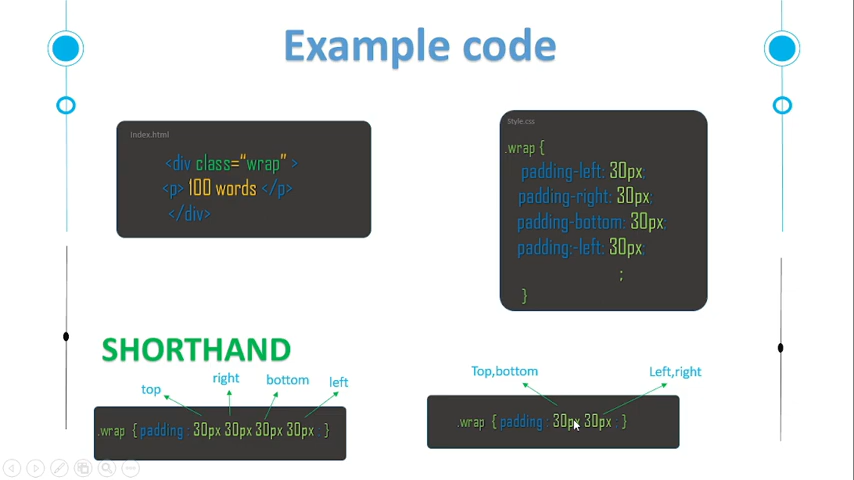 Example code
Index.html
<div class=“wrap” >
<p> 100 words </p>
</div>
Style.css
.wrap {
padding-left: 30px;
padding-right: 30px;
padding-bottom: 30px;
padding:-left: 30px;
;
}
SHORTHAND
top right bottom left
.wrap { padding : 30px 30px 30px 30px ; }
Top,bottom Left,right
.wrap { padding : 30px 30px ; }